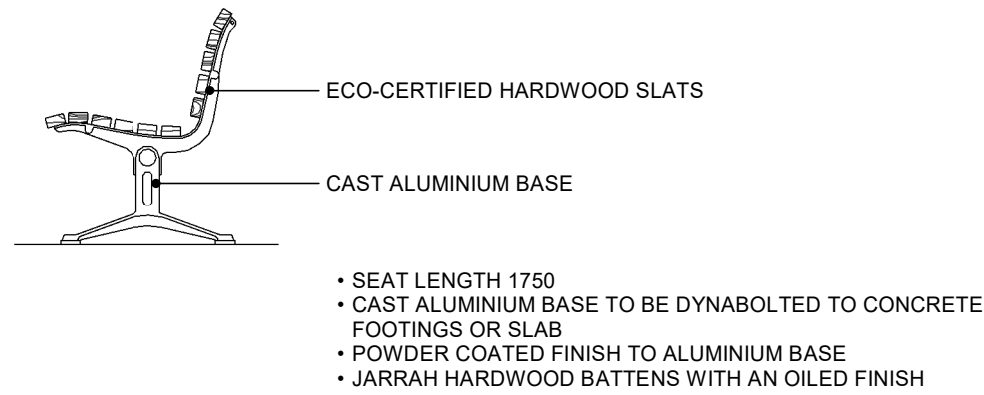 ECO-CERTIFIED HARDWOOD SLATS
CAST ALUMINIUM BASE
• SEAT LENGTH 1750
• CAST ALUMINIUM BASE TO BE DYNABOLTED TO CONCRETE
FOOTINGS OR SLAB
• POWDER COATED FINISH TO ALUMINIUM BASE
• JARRAH HARDWOOD BATTENS WITH AN OILED FINISH